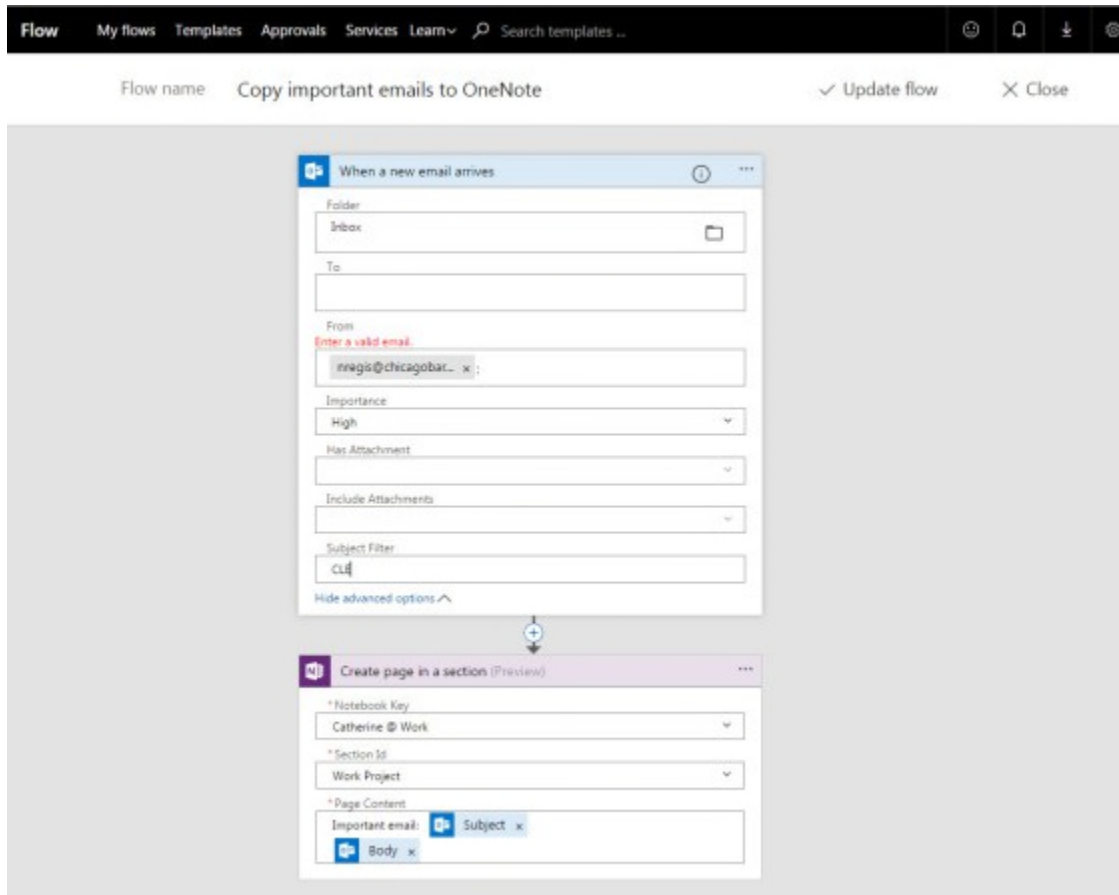 Flow My flows Templates Approvals Services Learn Search templates ...
Flow name Copy important emails to OneNote Update flow Close
When a new email arrives
Folder
Inbox
To
From
Enter a valid email.
nregis@chicagobar... x ;
Importance
High
Has Attachment
Include Attachments
Subject Filter
CLE
Hide advanced options
Create page in a section (Preview)
* Notebook Key
Catherine @ Work
* Section Id
Work Project
* Page Content
Important email: Subject x
Body x